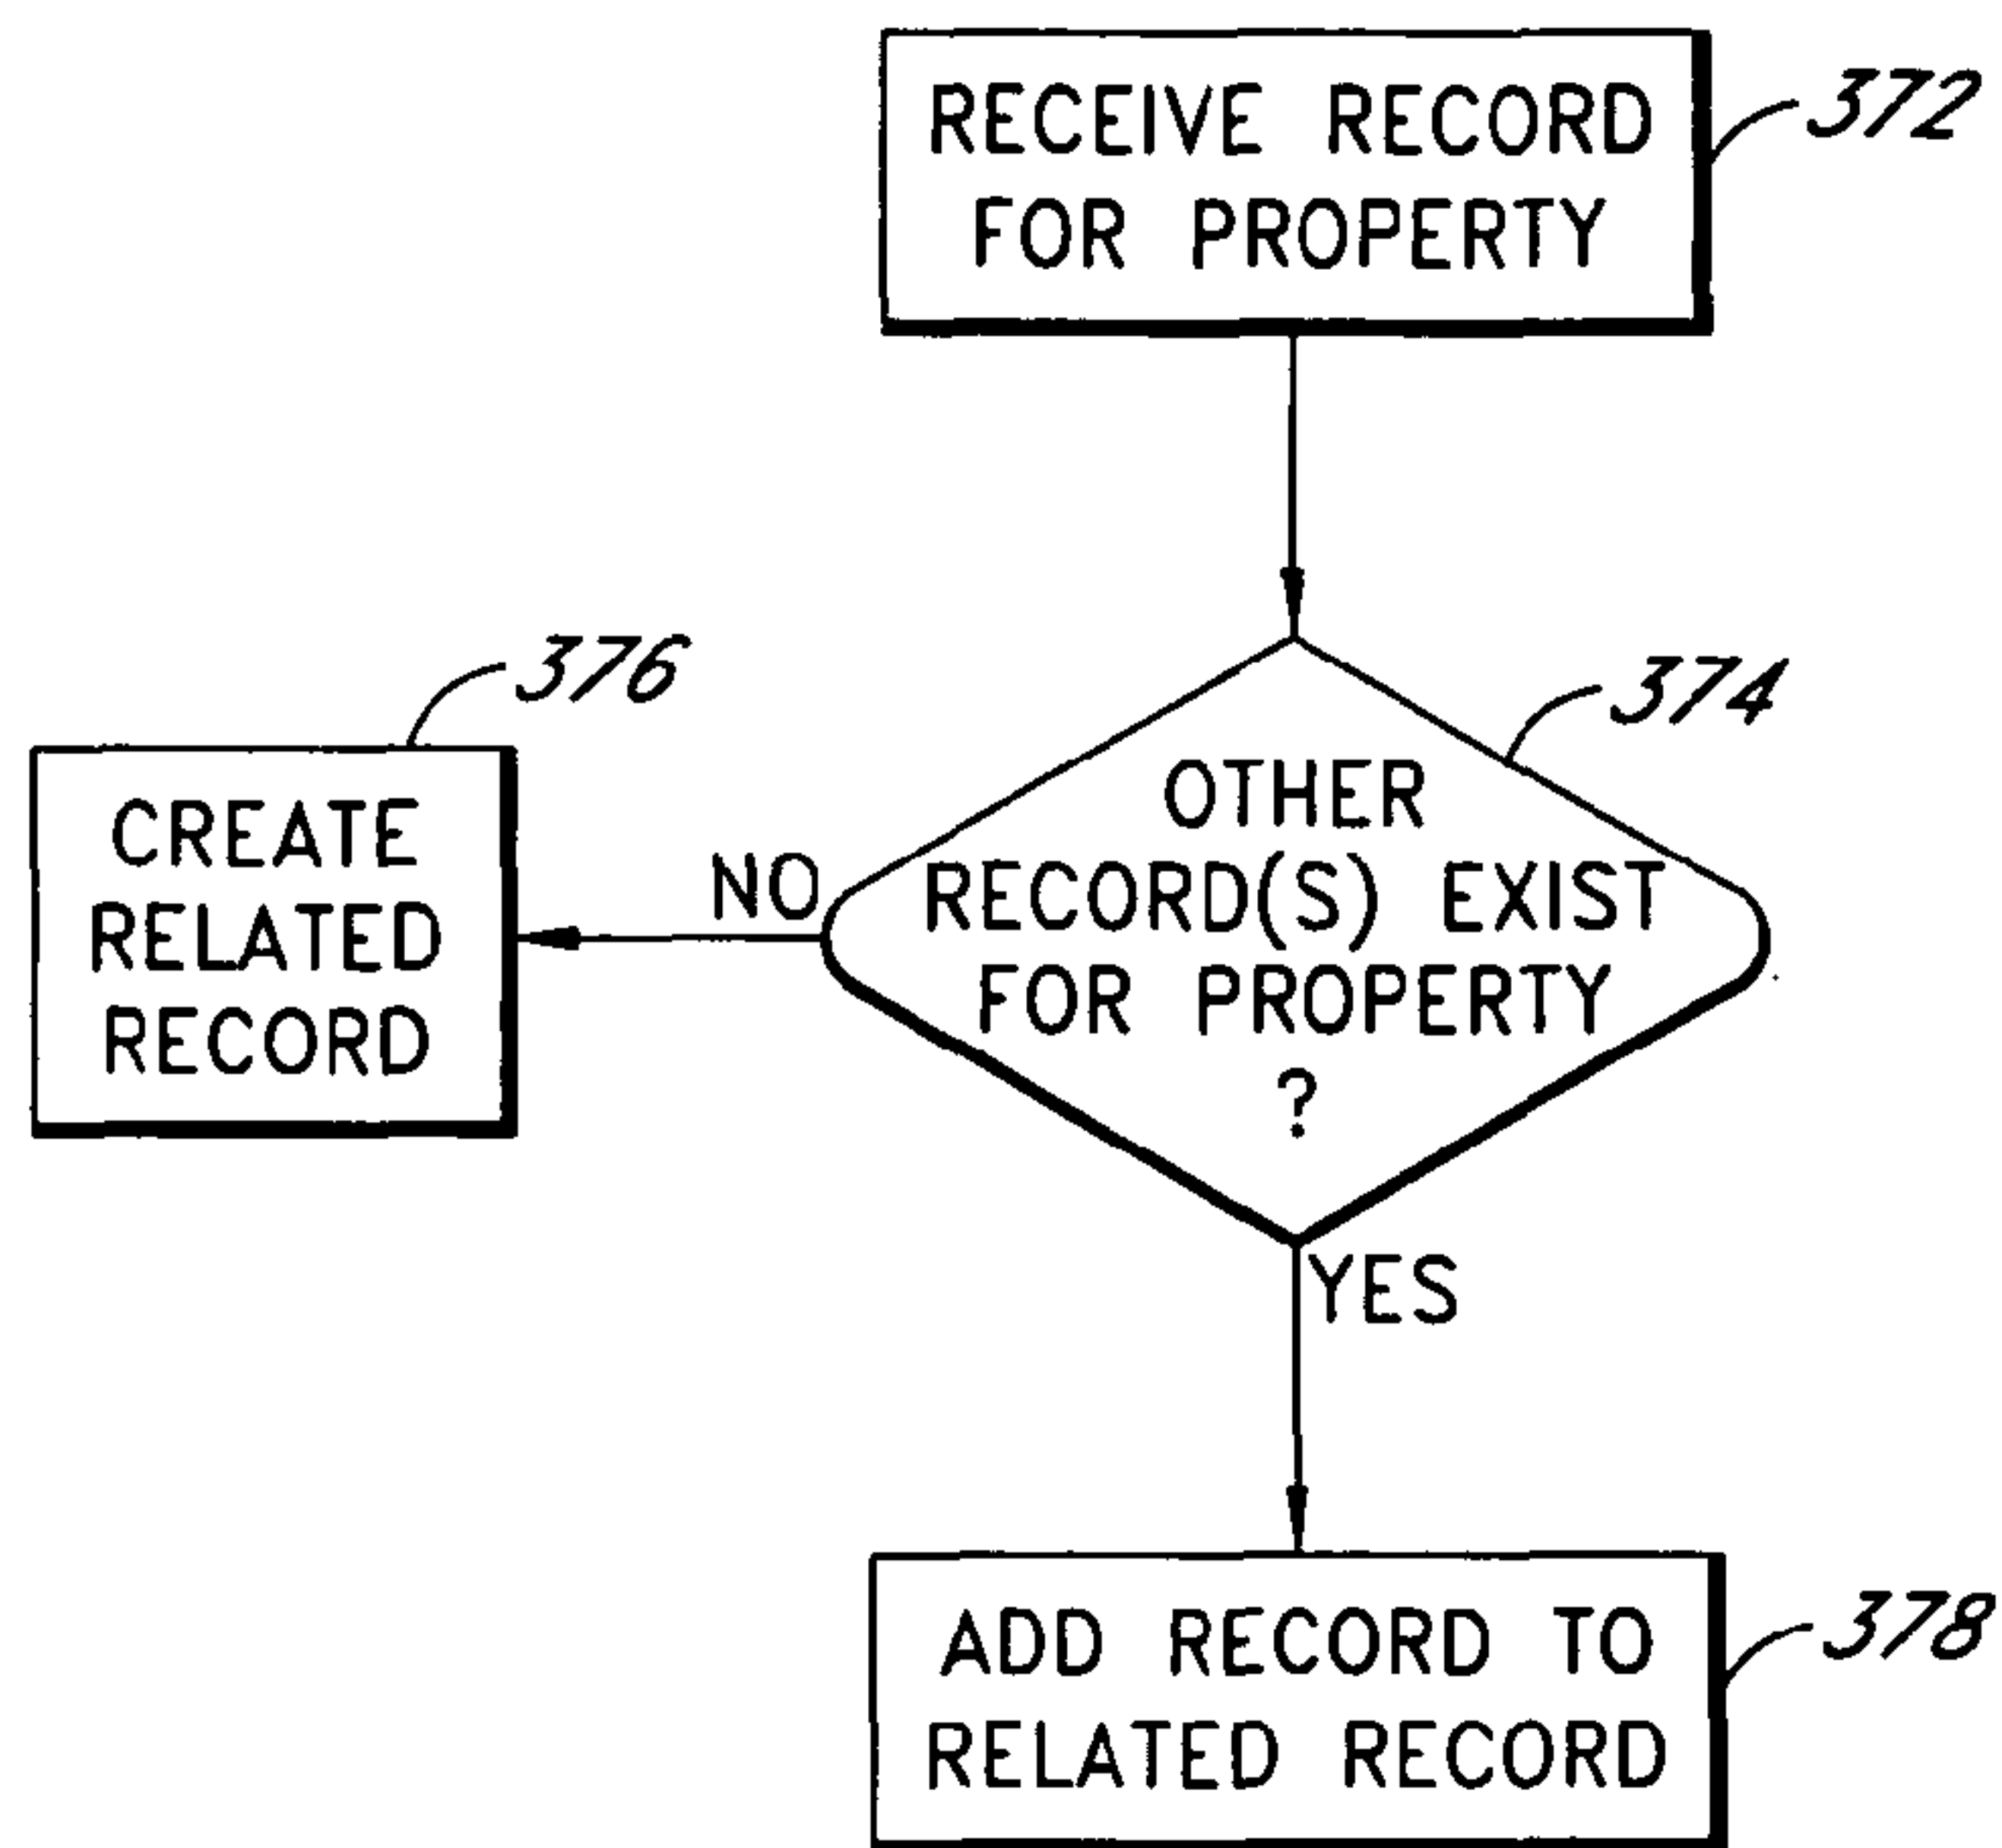 RECEIVE RECORD
FOR PROPERTY
372
374
OTHER
RECORD(S) EXIST
FOR PROPERTY
?
NO
376
CREATE
RELATED
RECORD
YES
ADD RECORD TO
RELATED RECORD
378